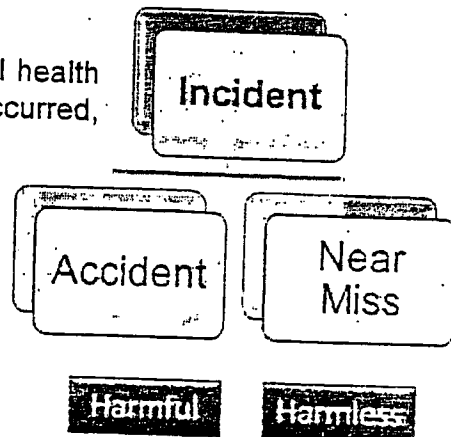 l health
ccurred,
Incident
Accident
Near
Miss
Harmful
Harmless